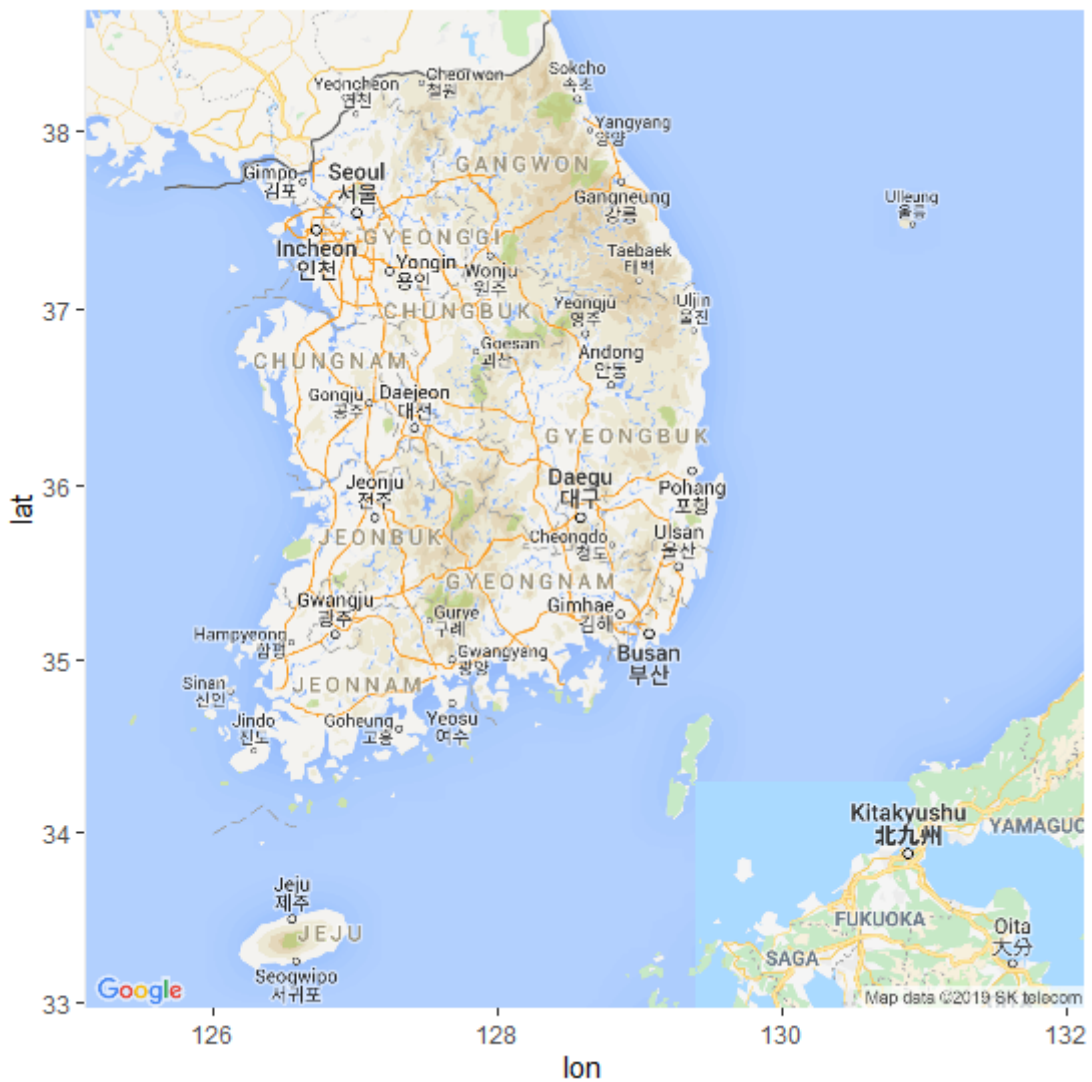 Cheorwon
철원
Sokcho
속초
Yeoncheon
연천
Yangyang
양양
38
GANGWON
Seoul
서울
Gimpo
김포
Gangneung
강릉
Ulleung
울릉
GYEONGGI
Incheon
인천
Yongin
용인
Wonju
원주
Taebaek
태백
37
CHUNGBUK
Yeongju
영주
Uljin
울진
Goesan
괴산
Andong
안동
CHUNGNAM
Gongju
공주
Daejeon
대전
GYEONGBUK
36
lat
Jeonju
전주
Daegu
대구
Pohang
포항
JEONBUK
Cheongdo
청도
Ulsan
울산
GYEONGNAM
Gwangju
광주
Gurye
구례
Gimhae
김해
Hampyeong
함평
35
Gwangyang
광양
Busan
부산
Sinan
신안
JEONNAM
Jindo
진도
Goheung
고흥
Yeosu
여수
34
Kitakyushu
北九州
YAMAGUC
Jeju
제주
JEJU
FUKUOKA
Oita
大分
SAGA
Seogwipo
서귀포
Google
Map data ©2019 SK telecom
33
126
128
130
132
lon